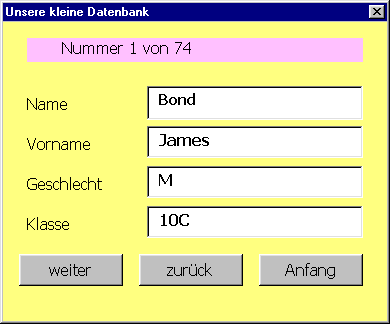 Unsere kleine Datenbank
Nummer 1 von 74
Name Bond
Vorname James
Geschlecht M
Klasse 10C
weiter zurück Anfang